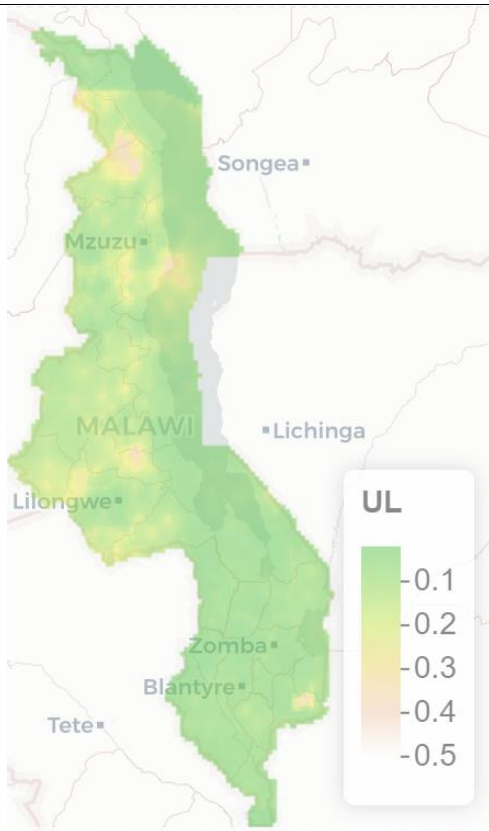 Songea
Mzuzu
MALAWI
Lichinga
Lilongwe
UL
0.1
0.2
Zomba
0.3
Blantyre
0.4
Tete
0.5